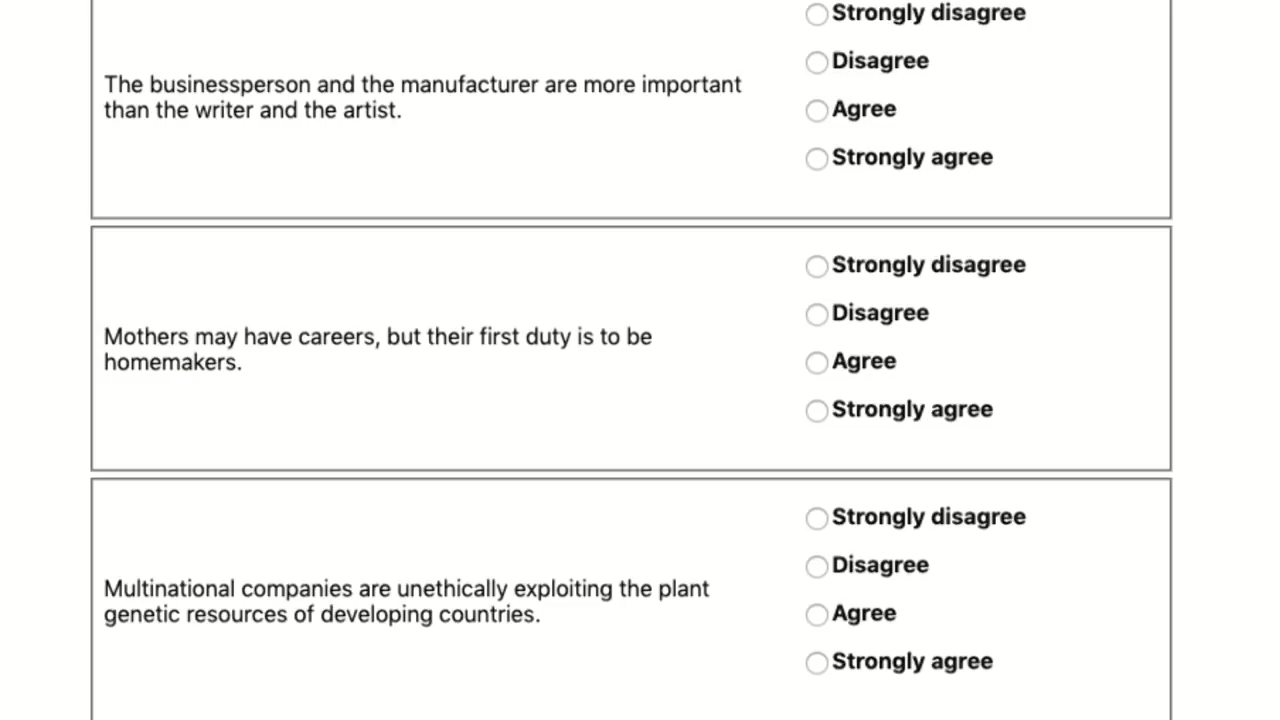 Strongly disagree
Disagree
The businessperson and the manufacturer are more important
than the writer and the artist.
Agree
Strongly agree
Strongly disagree
Disagree
Mothers may have careers, but their first duty is to be
homemakers.
Agree
Strongly agree
Strongly disagree
Disagree
Multinational companies are unethically exploiting the plant
genetic resources of developing countries.
Agree
Strongly agree